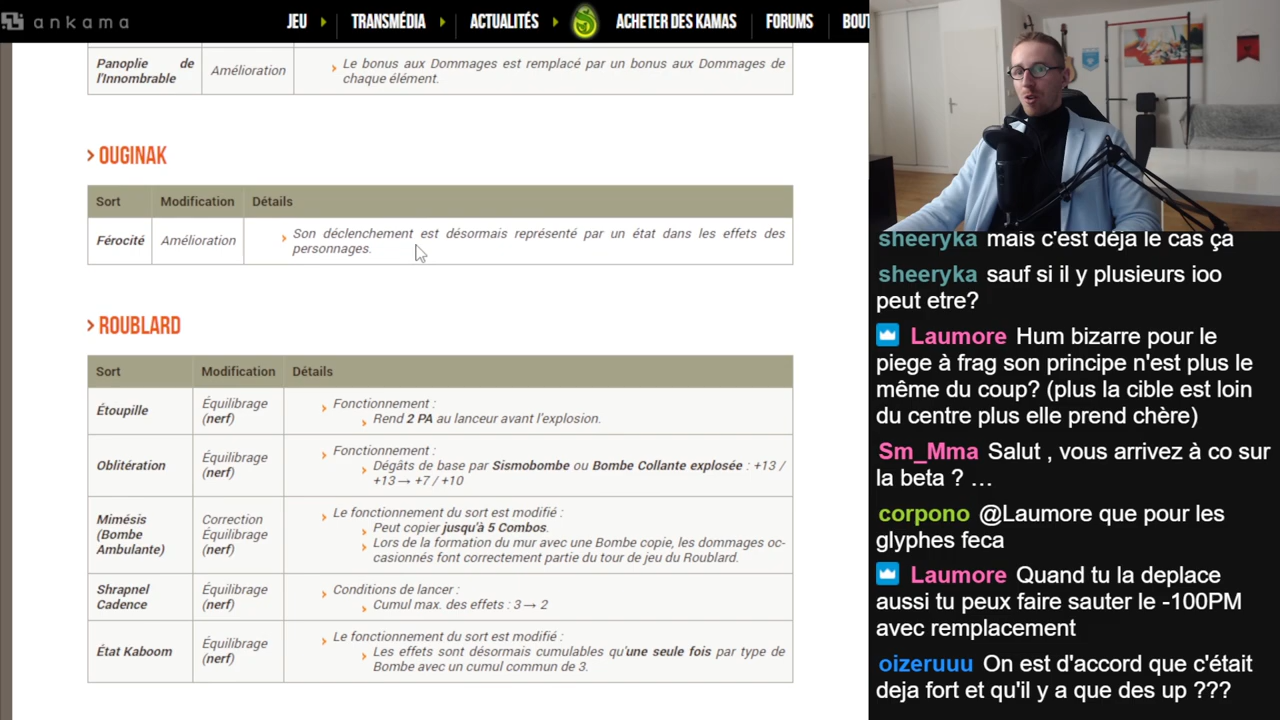 ankama
JEU
TRANSMÉDIA
ACTUALITÉS
ACHETER DES KAMAS
FORUMS
BOUT
Panoplie de
l'Innombrable
Amélioration
Le bonus aux Dommages est remplacé par un bonus aux Dommages de
chaque élément.
OUGINAK
Sort
Modification
Détails
Férocité
Amélioration
Son déclenchement est désormais représenté par un état dans les effets des
personnages.
ROUBLARD
Sort
Modification
Détails
Étoupille
Équilibrage
(nerf)
Fonctionnement :
Rend 2 PA au lanceur avant l'explosion.
Oblitération
Équilibrage
(nerf)
Fonctionnement :
Dégâts de base par Sismobombe ou Bombe Collante explosée : +13 /
+13 → +7 / +10
Mimésis
(Bombe
Ambulante)
Correction
Équilibrage
(nerf)
Le fonctionnement du sort est modifié :
Peut copier jusqu'à 5 Combos.
Lors de la formation du mur avec une Bombe copie, les dommages oc-
casionnés font correctement partie du tour de jeu du Roublard.
Shrapnel
Cadence
Équilibrage
(nerf)
Conditions de lancer :
Cumul max. des effets : 3 → 2
État Kaboom
Équilibrage
(nerf)
Le fonctionnement du sort est modifié :
Les effets sont désormais cumulables qu'une seule fois par type de
Bombe avec un cumul commun de 3.
sheeryka mais c'est déja le cas ça
sheeryka sauf si il y plusieurs ioo
peut etre?
Laumore Hum bizarre pour le
piege à frag son principe n'est plus le
même du coup? (plus la cible est loin
du centre plus elle prend chère)
Sm_Mma Salut , vous arrivez à co sur
la beta ? …
corpono @Laumore que pour les
glyphes feca
Laumore Quand tu la deplace
aussi tu peux faire sauter le -100PM
avec remplacement
oizeruuu On est d'accord que c'était
deja fort et qu'il y a que des up ???